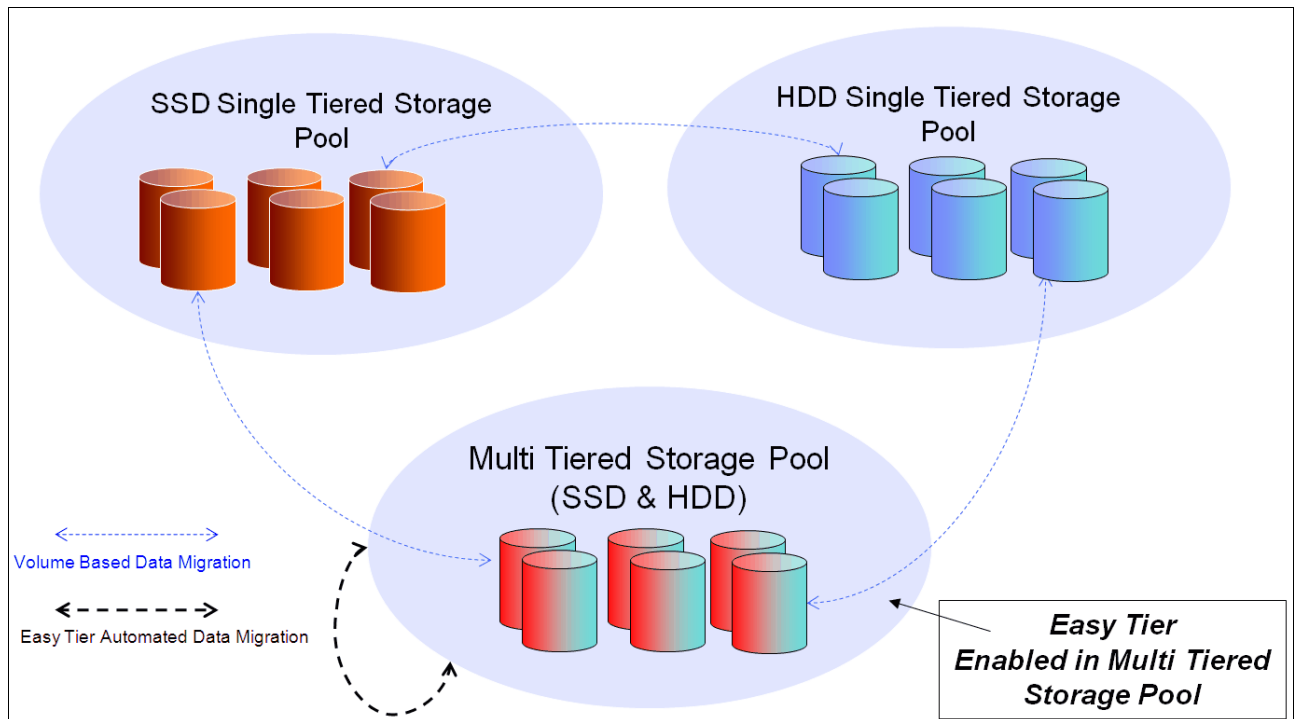 SSD Single Tiered Storage
Pool
HDD Single Tiered Storage
Pool
Multi Tiered Storage Pool
(SSD & HDD)
Volume Based Data Migration
Easy Tier Automated Data Migration
Easy Tier
Enabled in Multi Tiered
Storage Pool